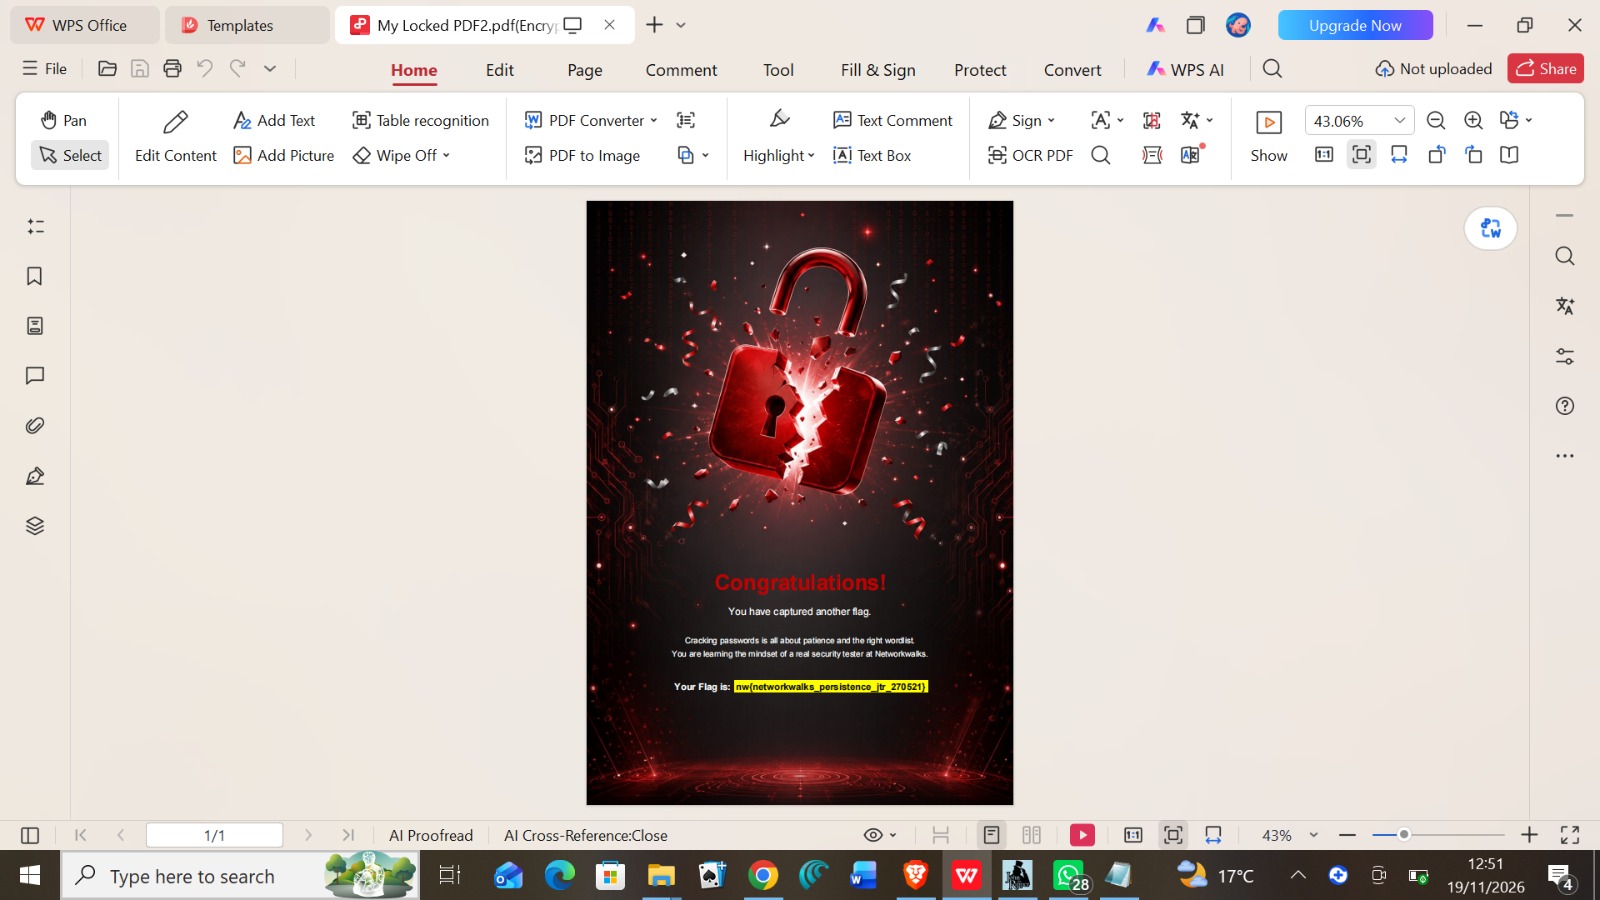 WPS Office
Templates
My Locked PDF2.pdf(Encry
Upgrade Now
File
Home
Edit
Page
Comment
Tool
Fill & Sign
Protect
Convert
WPS AI
Not uploaded
Share
Pan
Select
Edit Content
Add Text
Add Picture
Table recognition
Wipe Off
PDF Converter
PDF to Image
Highlight
Text Comment
Text Box
Sign
OCR PDF
Show
43.06%
Congratulations!
You have captured another flag.
Cracking passwords is all about patience and the right wordlist.
You are learning the mindset of a real security tester at Networkwalks.
Your Flag is: nw{networkwalks_persistence_jtr_270521}
1/1
AI Proofread
AI Cross-Reference:Close
43%
Type here to search
28
17°C
12:51
19/11/2026
4